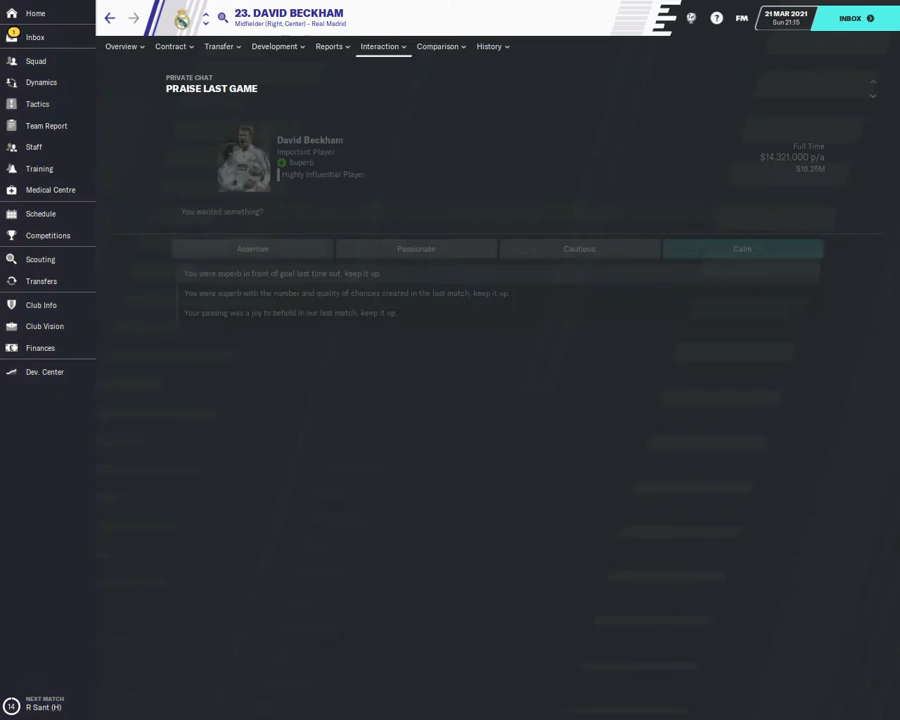 Home
23. DAVID BECKHAM
Midfielder (Right, Center) - Real Madrid
FM
21 MAR 2021
Sun 21:15
INBOX
1
Inbox
Overview
Contract
Transfer
Development
Reports
Interaction
Comparison
History
Squad
Dynamics
Tactics
Team Report
Staff
Training
Medical Centre
Schedule
Competitions
Scouting
Transfers
Club Info
Club Vision
Finances
Dev. Center
PRIVATE CHAT
PRAISE LAST GAME
David Beckham
Important Player
Superb
Highly Influential Player
Full Time
$14,321,000 p/a
$16.25M
You wanted something?
Assertive
Passionate
Cautious
Calm
You were superb in front of goal last time out, keep it up.
You were superb with the number and quality of chances created in the last match, keep it up.
Your passing was a joy to behold in our last match, keep it up
14
NEXT MATCH
R Sant (H)